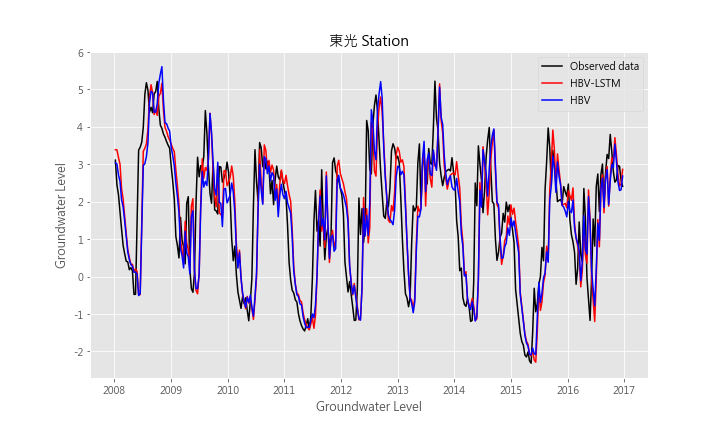 東光 Station
Observed data
HBV-LSTM
HBV
Groundwater Level
6
5
4
3
2
1
0
-1
-2
2008 2009 2010 2011 2012 2013 2014 2015 2016 2017
Groundwater Level